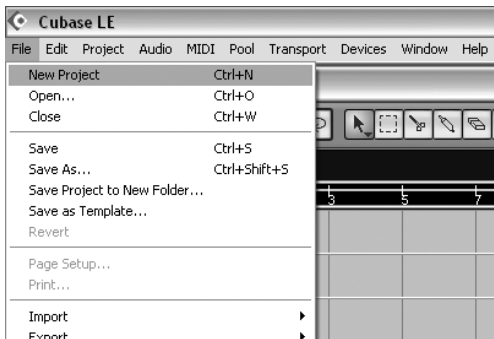 Cubase LE
File Edit Project Audio MIDI Pool Transport Devices Window Help
New Project Ctrl+N
Open... Ctrl+O
Close Ctrl+W
Save Ctrl+S
Save As... Ctrl+Shift+S
Save Project to New Folder...
Save as Template...
3 5 7
Revert
Page Setup...
Print...
Import
Export